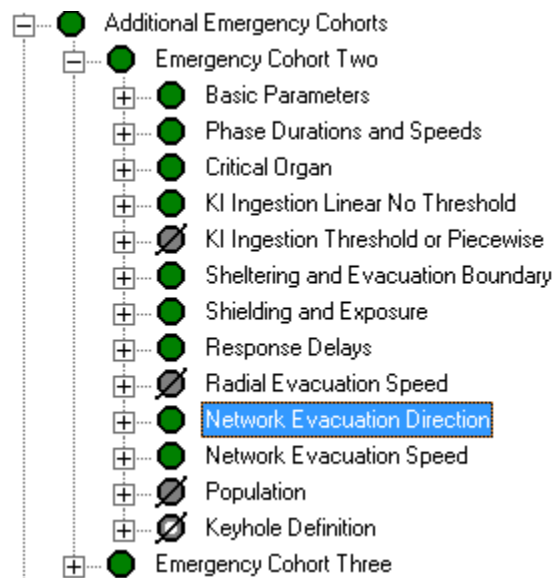 Additional Emergency Cohorts
Emergency Cohort Two
Basic Parameters
Phase Durations and Speeds
Critical Organ
KI Ingestion Linear No Threshold
KI Ingestion Threshold or Piecewise
Sheltering and Evacuation Boundary
Shielding and Exposure
Response Delays
Radial Evacuation Speed
Network Evacuation Direction
Network Evacuation Speed
Population
Keyhole Definition
Emergency Cohort Three